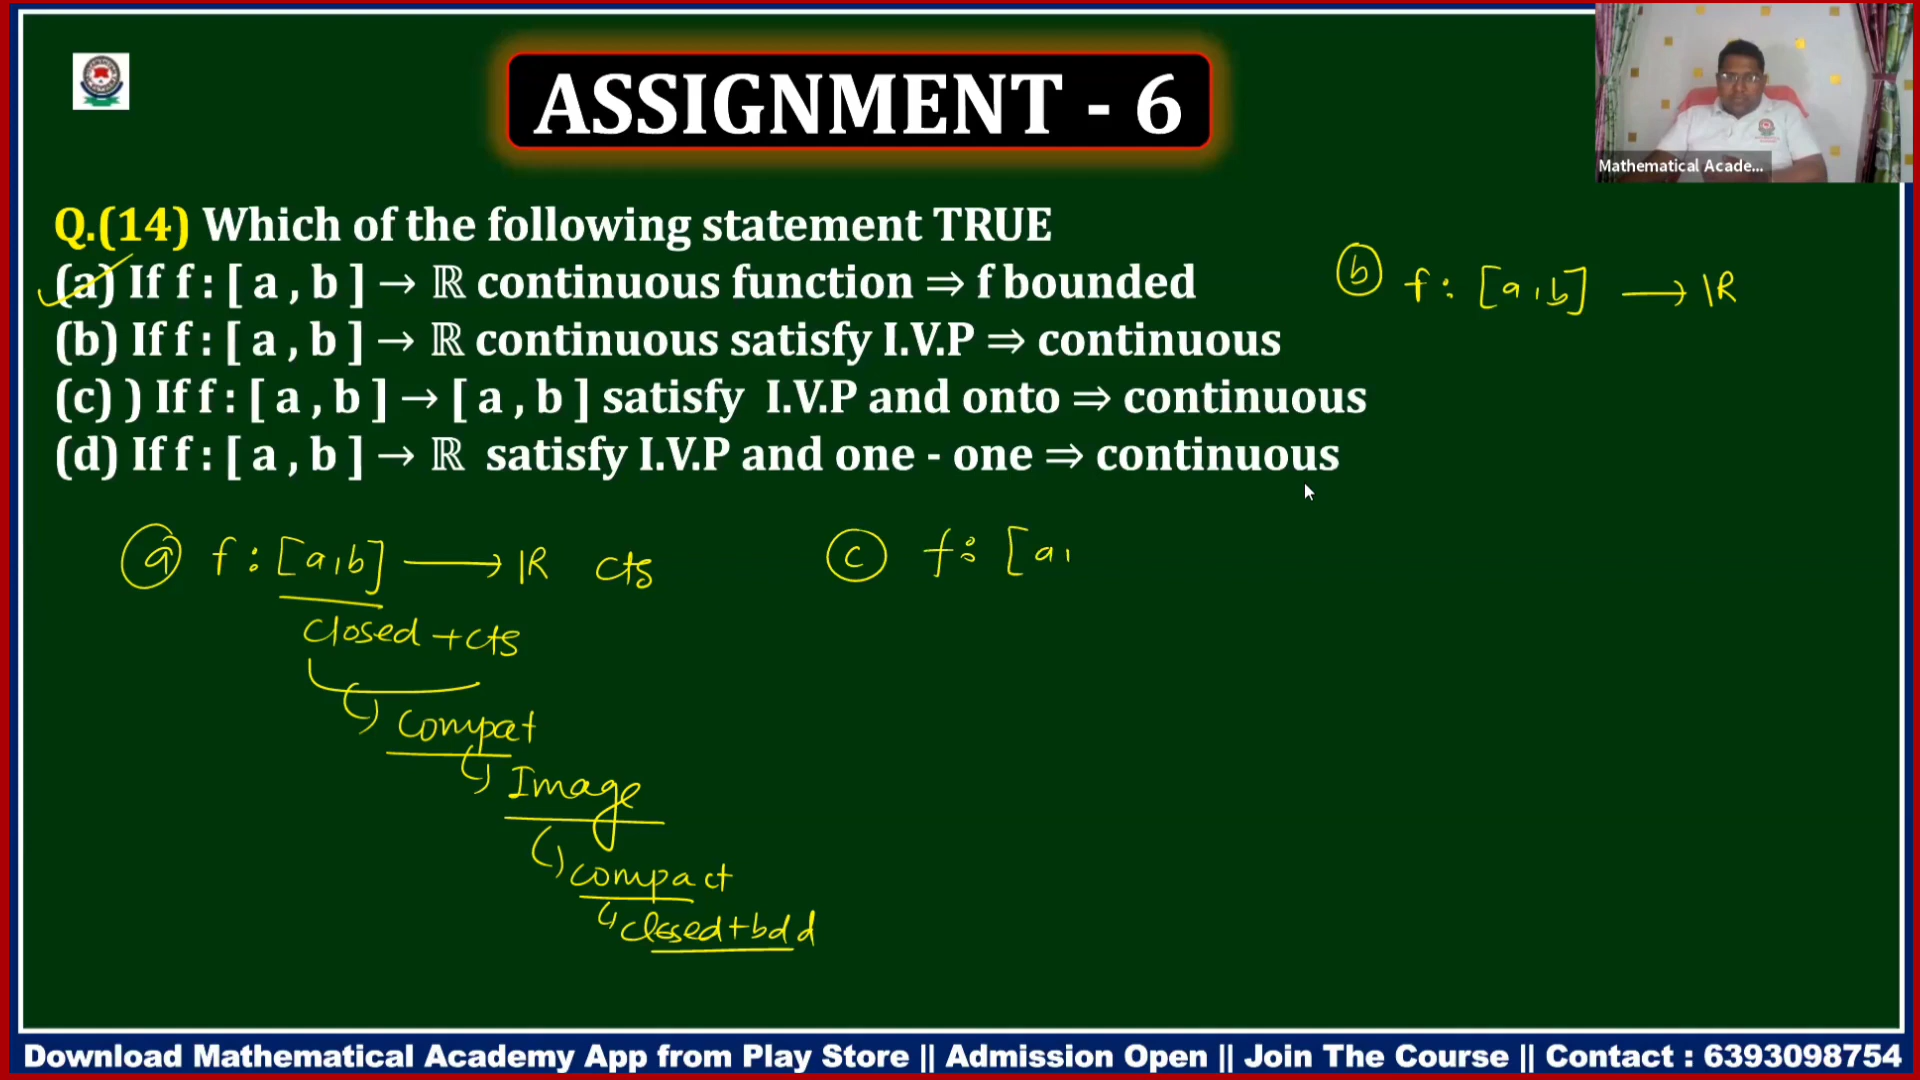 ASSIGNMENT - 6
Mathematical Acade...
Q.(14) Which of the following statement TRUE
(a) If f : [ a , b ] → ℝ continuous function ⇒ f bounded
(b) If f : [ a , b ] → ℝ continuous satisfy I.V.P ⇒ continuous
(c) ) If f : [ a , b ] → [ a , b ] satisfy I.V.P and onto ⇒ continuous
(d) If f : [ a , b ] → ℝ satisfy I.V.P and one - one ⇒ continuous
(b) f : [a, b] → IR
(a) f : [a, b] → IR cts
closed + cts
compat
Image
compact
closed + bdd
(c) f : [a,
Download Mathematical Academy App from Play Store || Admission Open || Join The Course || Contact : 6393098754